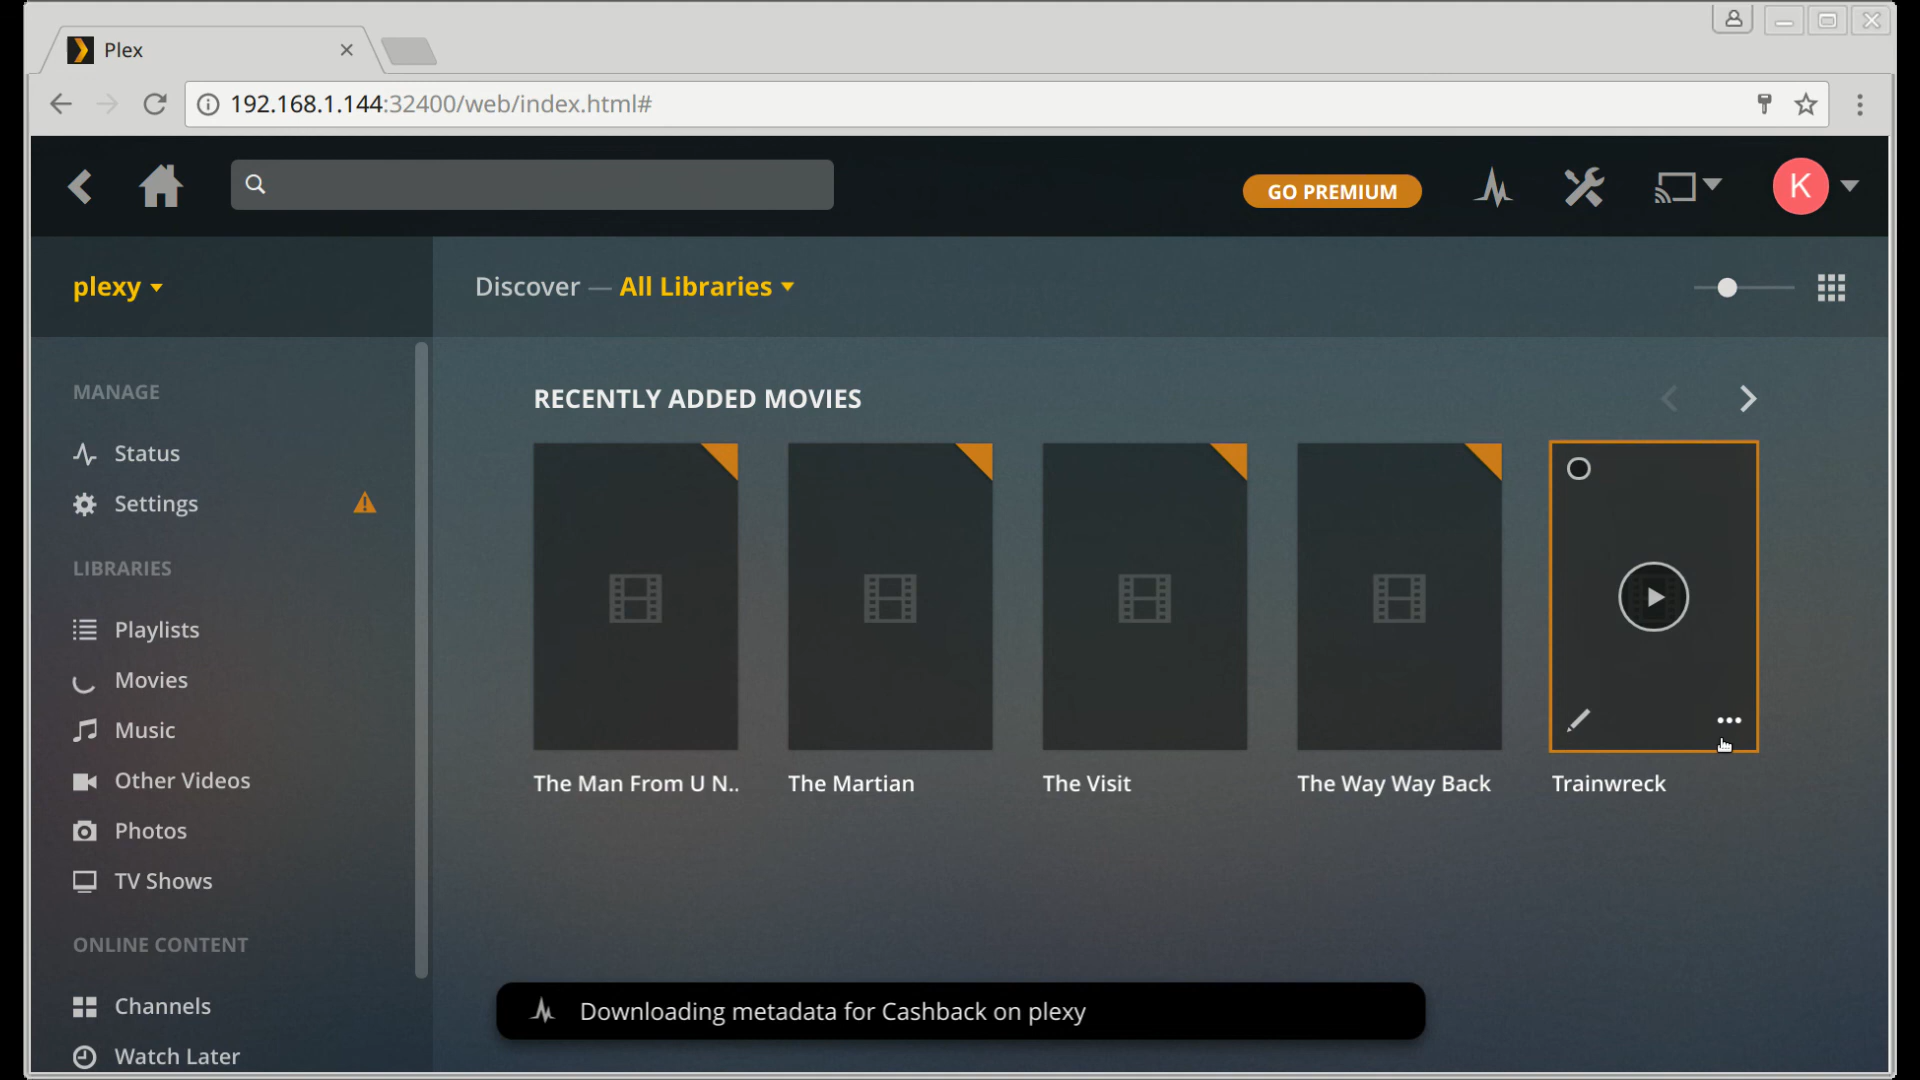 Plex
192.168.1.144:32400/web/index.html#
GO PREMIUM
K
plexy
Discover — All Libraries
MANAGE
Status
Settings
LIBRARIES
Playlists
Movies
Music
Other Videos
Photos
TV Shows
ONLINE CONTENT
Channels
Watch Later
RECENTLY ADDED MOVIES
The Man From U N..
The Martian
The Visit
The Way Way Back
Trainwreck
Downloading metadata for Cashback on plexy